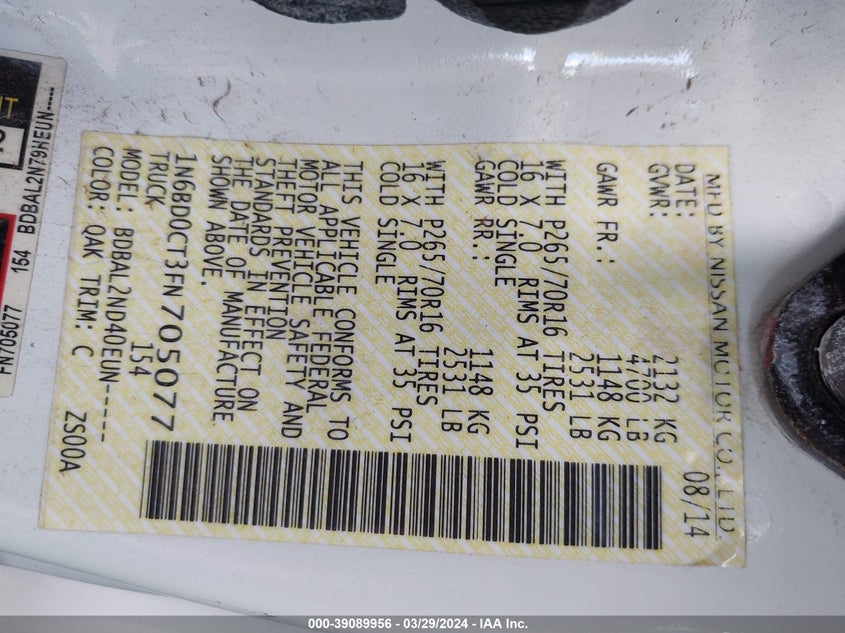 MFD BY NISSAN MOTOR CO., LTD.
DATE: 08/14
GVWR: 2132 KG
4700 LB
GAWR FR.: 1148 KG
2531 LB
WITH P265/70R16 TIRES
16 X 7.0 RIMS AT 35 PSI
COLD SINGLE
GAWR RR.: 1148 KG
2531 LB
WITH P265/70R16 TIRES
16 X 7.0 RIMS AT 35 PSI
COLD SINGLE
THIS VEHICLE CONFORMS TO
ALL APPLICABLE FEDERAL
MOTOR VEHICLE SAFETY AND
THEFT PREVENTION
STANDARDS IN EFFECT ON
THE DATE OF MANUFACTURE
SHOWN ABOVE.
1N6BD0CT3FN705077
TRUCK 154
MODEL: BDBAL2ND40EUN-----
COLOR: QAK TRIM: C ZS00A
154 BDBAL2N79HEUN-----
FN705077
000-39089956 - 03/29/2024 - IAA Inc.